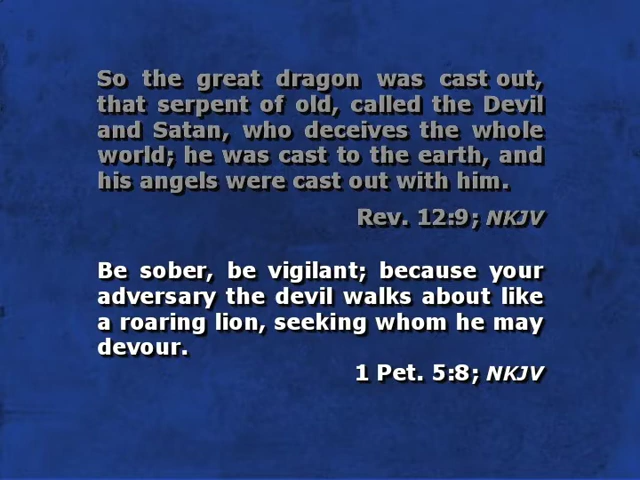 So the great dragon was cast out,
that serpent of old, called the Devil
and Satan, who deceives the whole
world; he was cast to the earth, and
his angels were cast out with him.
Rev. 12:9; NKJV
Be sober, be vigilant; because your
adversary the devil walks about like
a roaring lion, seeking whom he may
devour.
1 Pet. 5:8; NKJV